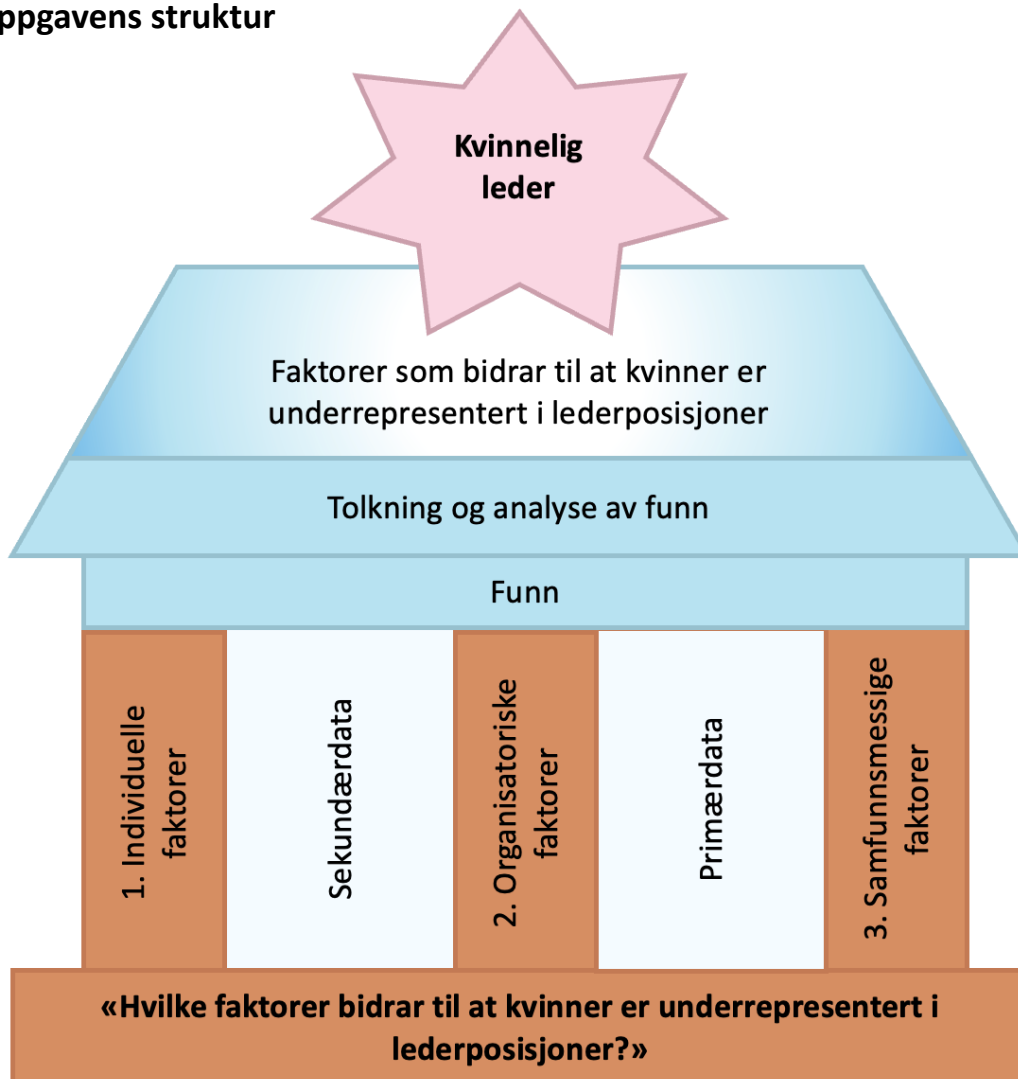 ppgavens struktur
Kvinnelig
leder
Faktorer som bidrar til at kvinner er
underrepresentert i lederposisjoner
Tolkning og analyse av funn
Funn
1. Individuelle
faktorer
Sekundærdata
2. Organisatoriske
faktorer
Primærdata
3. Samfunnsmessige
faktorer
«Hvilke faktorer bidrar til at kvinner er underrepresentert i
lederposisjoner?»